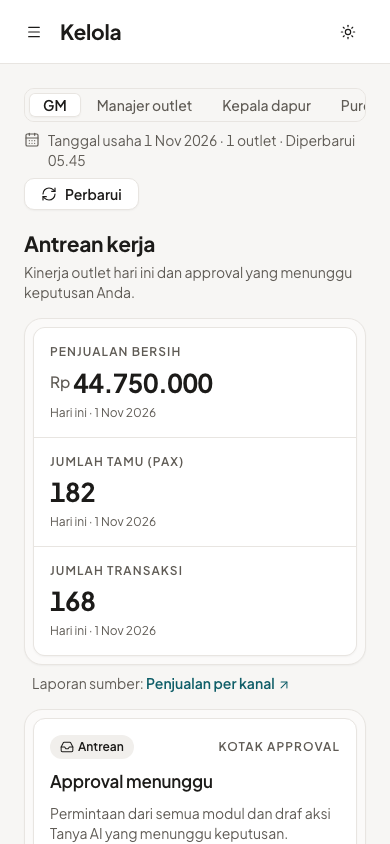 Kelola
GM
Manajer outlet
Kepala dapur
Tanggal usaha 1 Nov 2026 · 1 outlet · Diperbarui
05.45
Perbarui
Antrean kerja
Kinerja outlet hari ini dan approval yang menunggu
keputusan Anda.
PENJUALAN BERSIH
Rp 44.750.000
Hari ini · 1 Nov 2026
JUMLAH TAMU (PAX)
182
Hari ini · 1 Nov 2026
JUMLAH TRANSAKSI
168
Hari ini · 1 Nov 2026
Laporan sumber: Penjualan per kanal
Antrean
KOTAK APPROVAL
Approval menunggu
Permintaan dari semua modul dan draf aksi
Tanya AI yang menunggu keputusan.